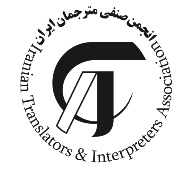 انجمن صنفی مترجمان ایران
Iranian Translators & Interpreters Association